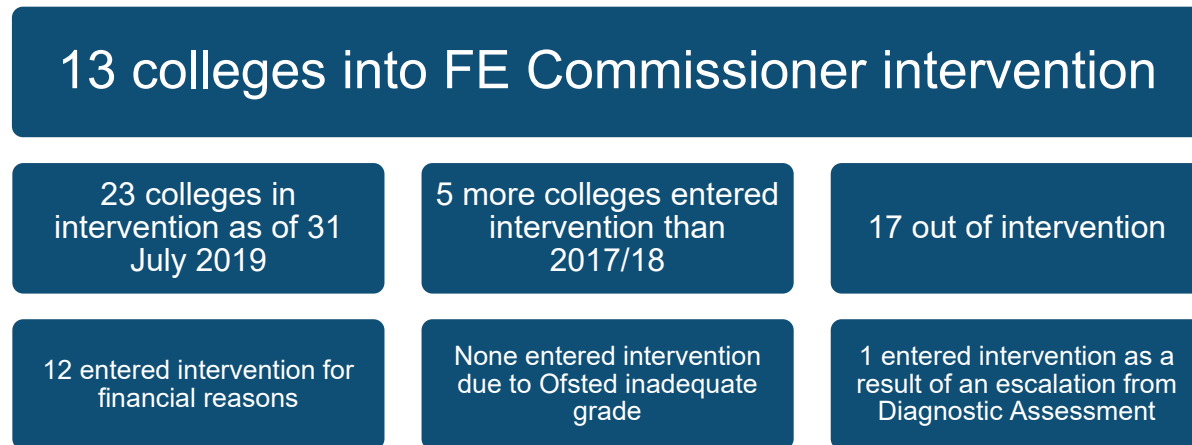 13 colleges into FE Commissioner intervention
23 colleges in
intervention as of 31
July 2019
5 more colleges entered
intervention than
2017/18
17 out of intervention
12 entered intervention for
financial reasons
None entered intervention
due to Ofsted inadequate
grade
1 entered intervention as a
result of an escalation from
Diagnostic Assessment